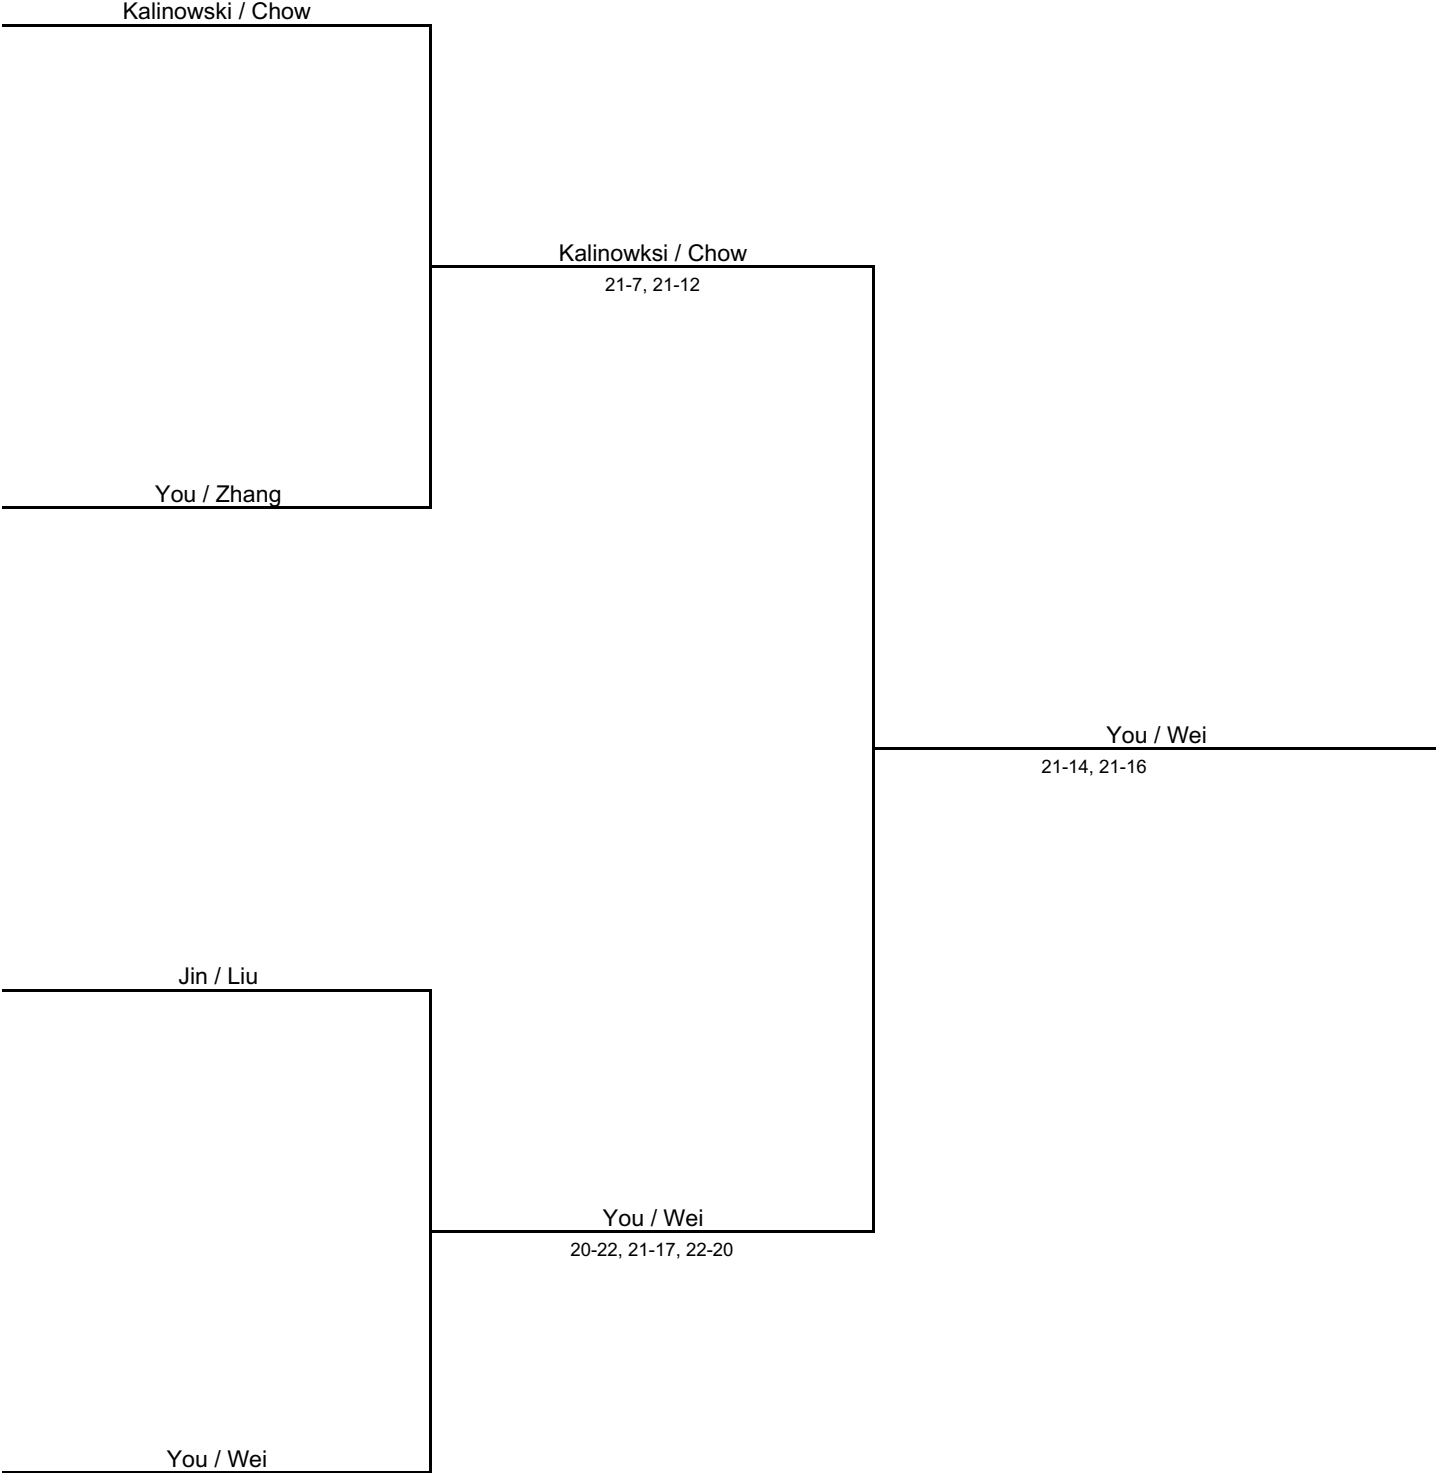 Kalinowski / Chow
Kalinowksi / Chow
21-7, 21-12
You / Zhang
You / Wei
21-14, 21-16
Jin / Liu
You / Wei
20-22, 21-17, 22-20
You / Wei